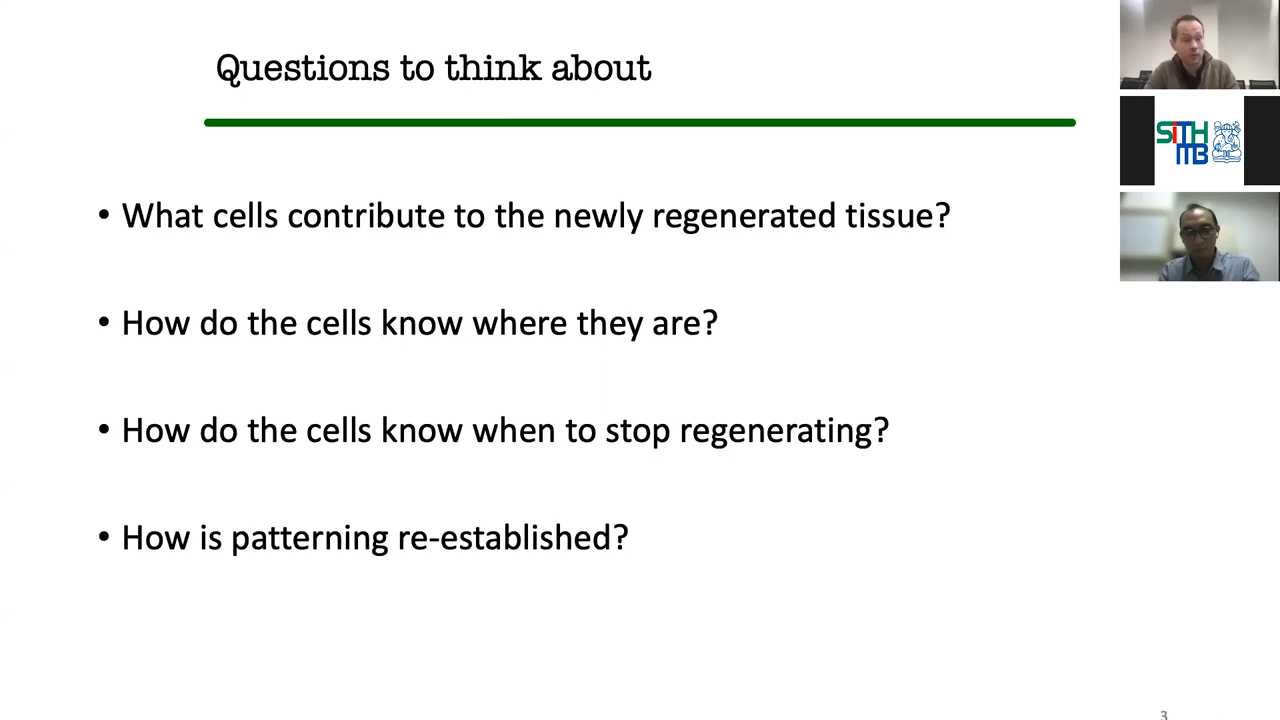 Questions to think about
• What cells contribute to the newly regenerated tissue?
• How do the cells know where they are?
• How do the cells know when to stop regenerating?
• How is patterning re-established?
SITH
MB
3